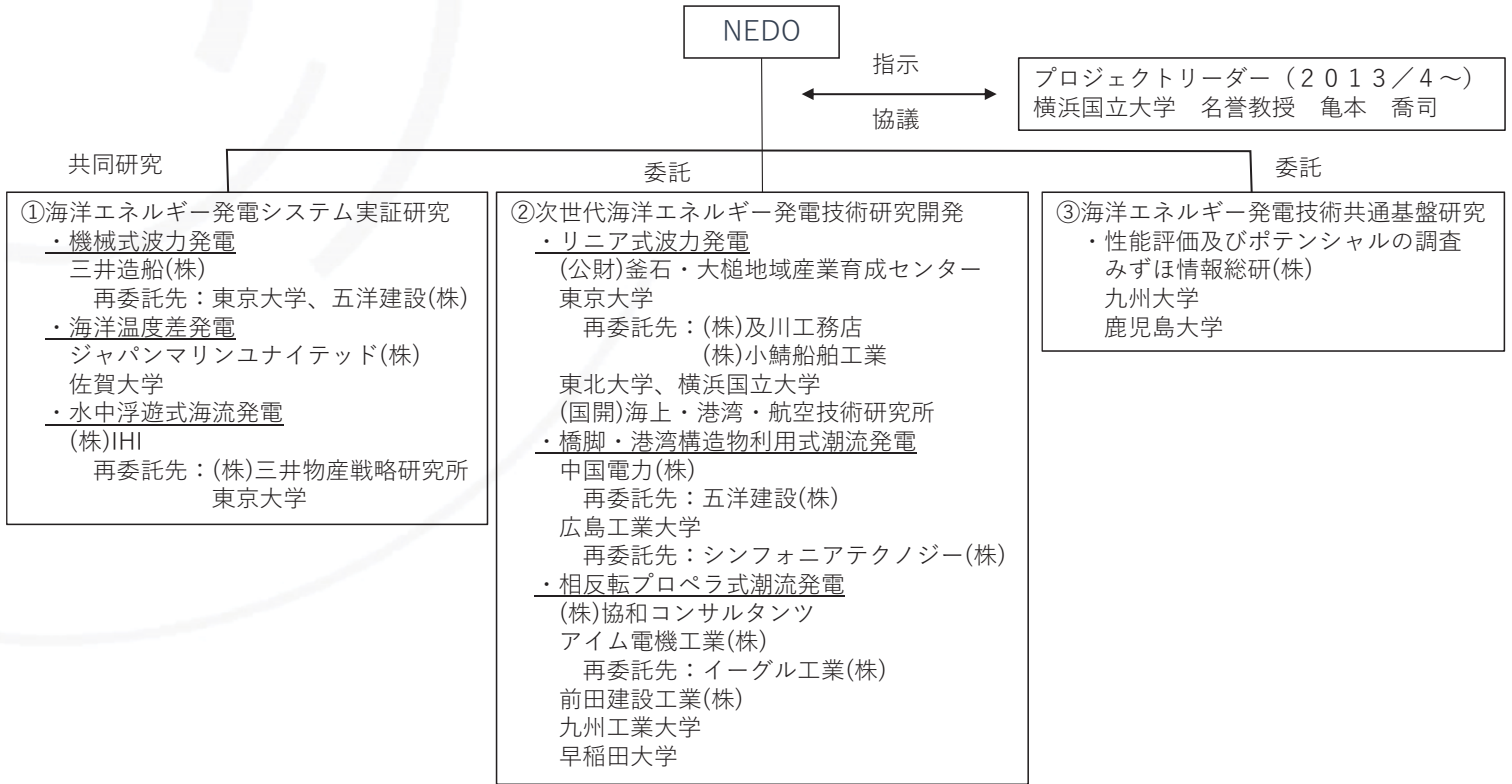 NEDO
指示
協議
プロジェクトリーダー（２０１３／４～）
横浜国立大学　名誉教授　亀本　喬司
共同研究
委託
委託
①海洋エネルギー発電システム実証研究
・機械式波力発電
三井造船(株)
再委託先：東京大学、五洋建設(株)
・海洋温度差発電
ジャパンマリンユナイテッド(株)
佐賀大学
・水中浮遊式海流発電
(株)IHI
再委託先：(株)三井物産戦略研究所
東京大学
②次世代海洋エネルギー発電技術研究開発
・リニア式波力発電
(公財)釜石・大槌地域産業育成センター
東京大学
再委託先：(株)及川工務店
(株)小鯖船舶工業
東北大学、横浜国立大学
(国開)海上・港湾・航空技術研究所
・橋脚・港湾構造物利用式潮流発電
中国電力(株)
再委託先：五洋建設(株)
広島工業大学
再委託先：シンフォニアテクノジー(株)
・相反転プロペラ式潮流発電
(株)協和コンサルタンツ
アイム電機工業(株)
再委託先：イーグル工業(株)
前田建設工業(株)
九州工業大学
早稲田大学
③海洋エネルギー発電技術共通基盤研究
・性能評価及びポテンシャルの調査
みずほ情報総研(株)
九州大学
鹿児島大学